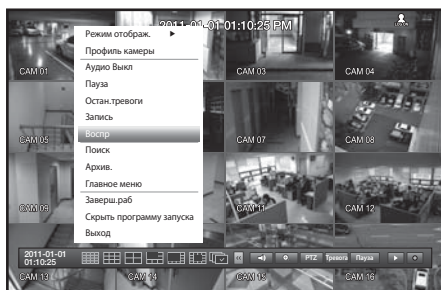 2011-01-01 01:10:25 PM
LOG ON
Режим отображ.
Профиль камеры
Аудио Выкл
Пауза
Остан.тревоги
Запись
Воспр
Поиск
Архив.
Главное меню
Заверш.раб
Скрыть программу запуска
Выход
CAM 01
CAM 03
CAM 04
CAM 05
CAM 07
CAM 08
CAM 09
CAM 11
CAM 12
2011-01-01
01:10:25
PTZ Тревога Пауза
CAM 13
CAM 14
CAM 15
CAM 16